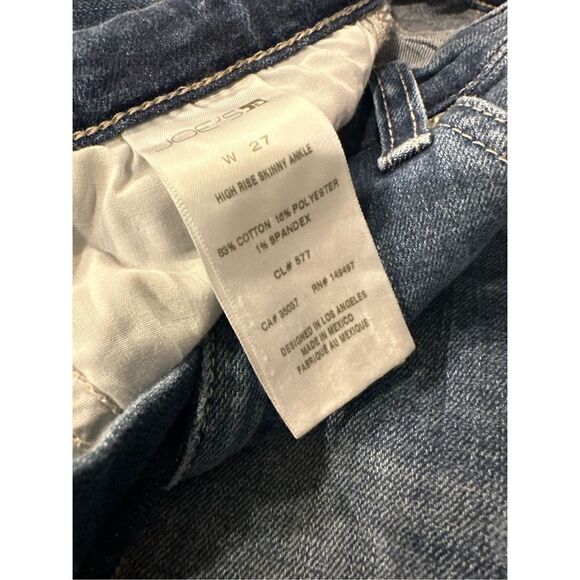 JOE'S
W 27
HIGH RISE SKINNY ANKLE
83% COTTON 16% POLYESTER
1% SPANDEX
CL# 577
CA# 35037 RN# 149497
DESIGNED IN LOS ANGELES
MADE IN MEXICO
FABRIQUÉ AU MEXIQUE